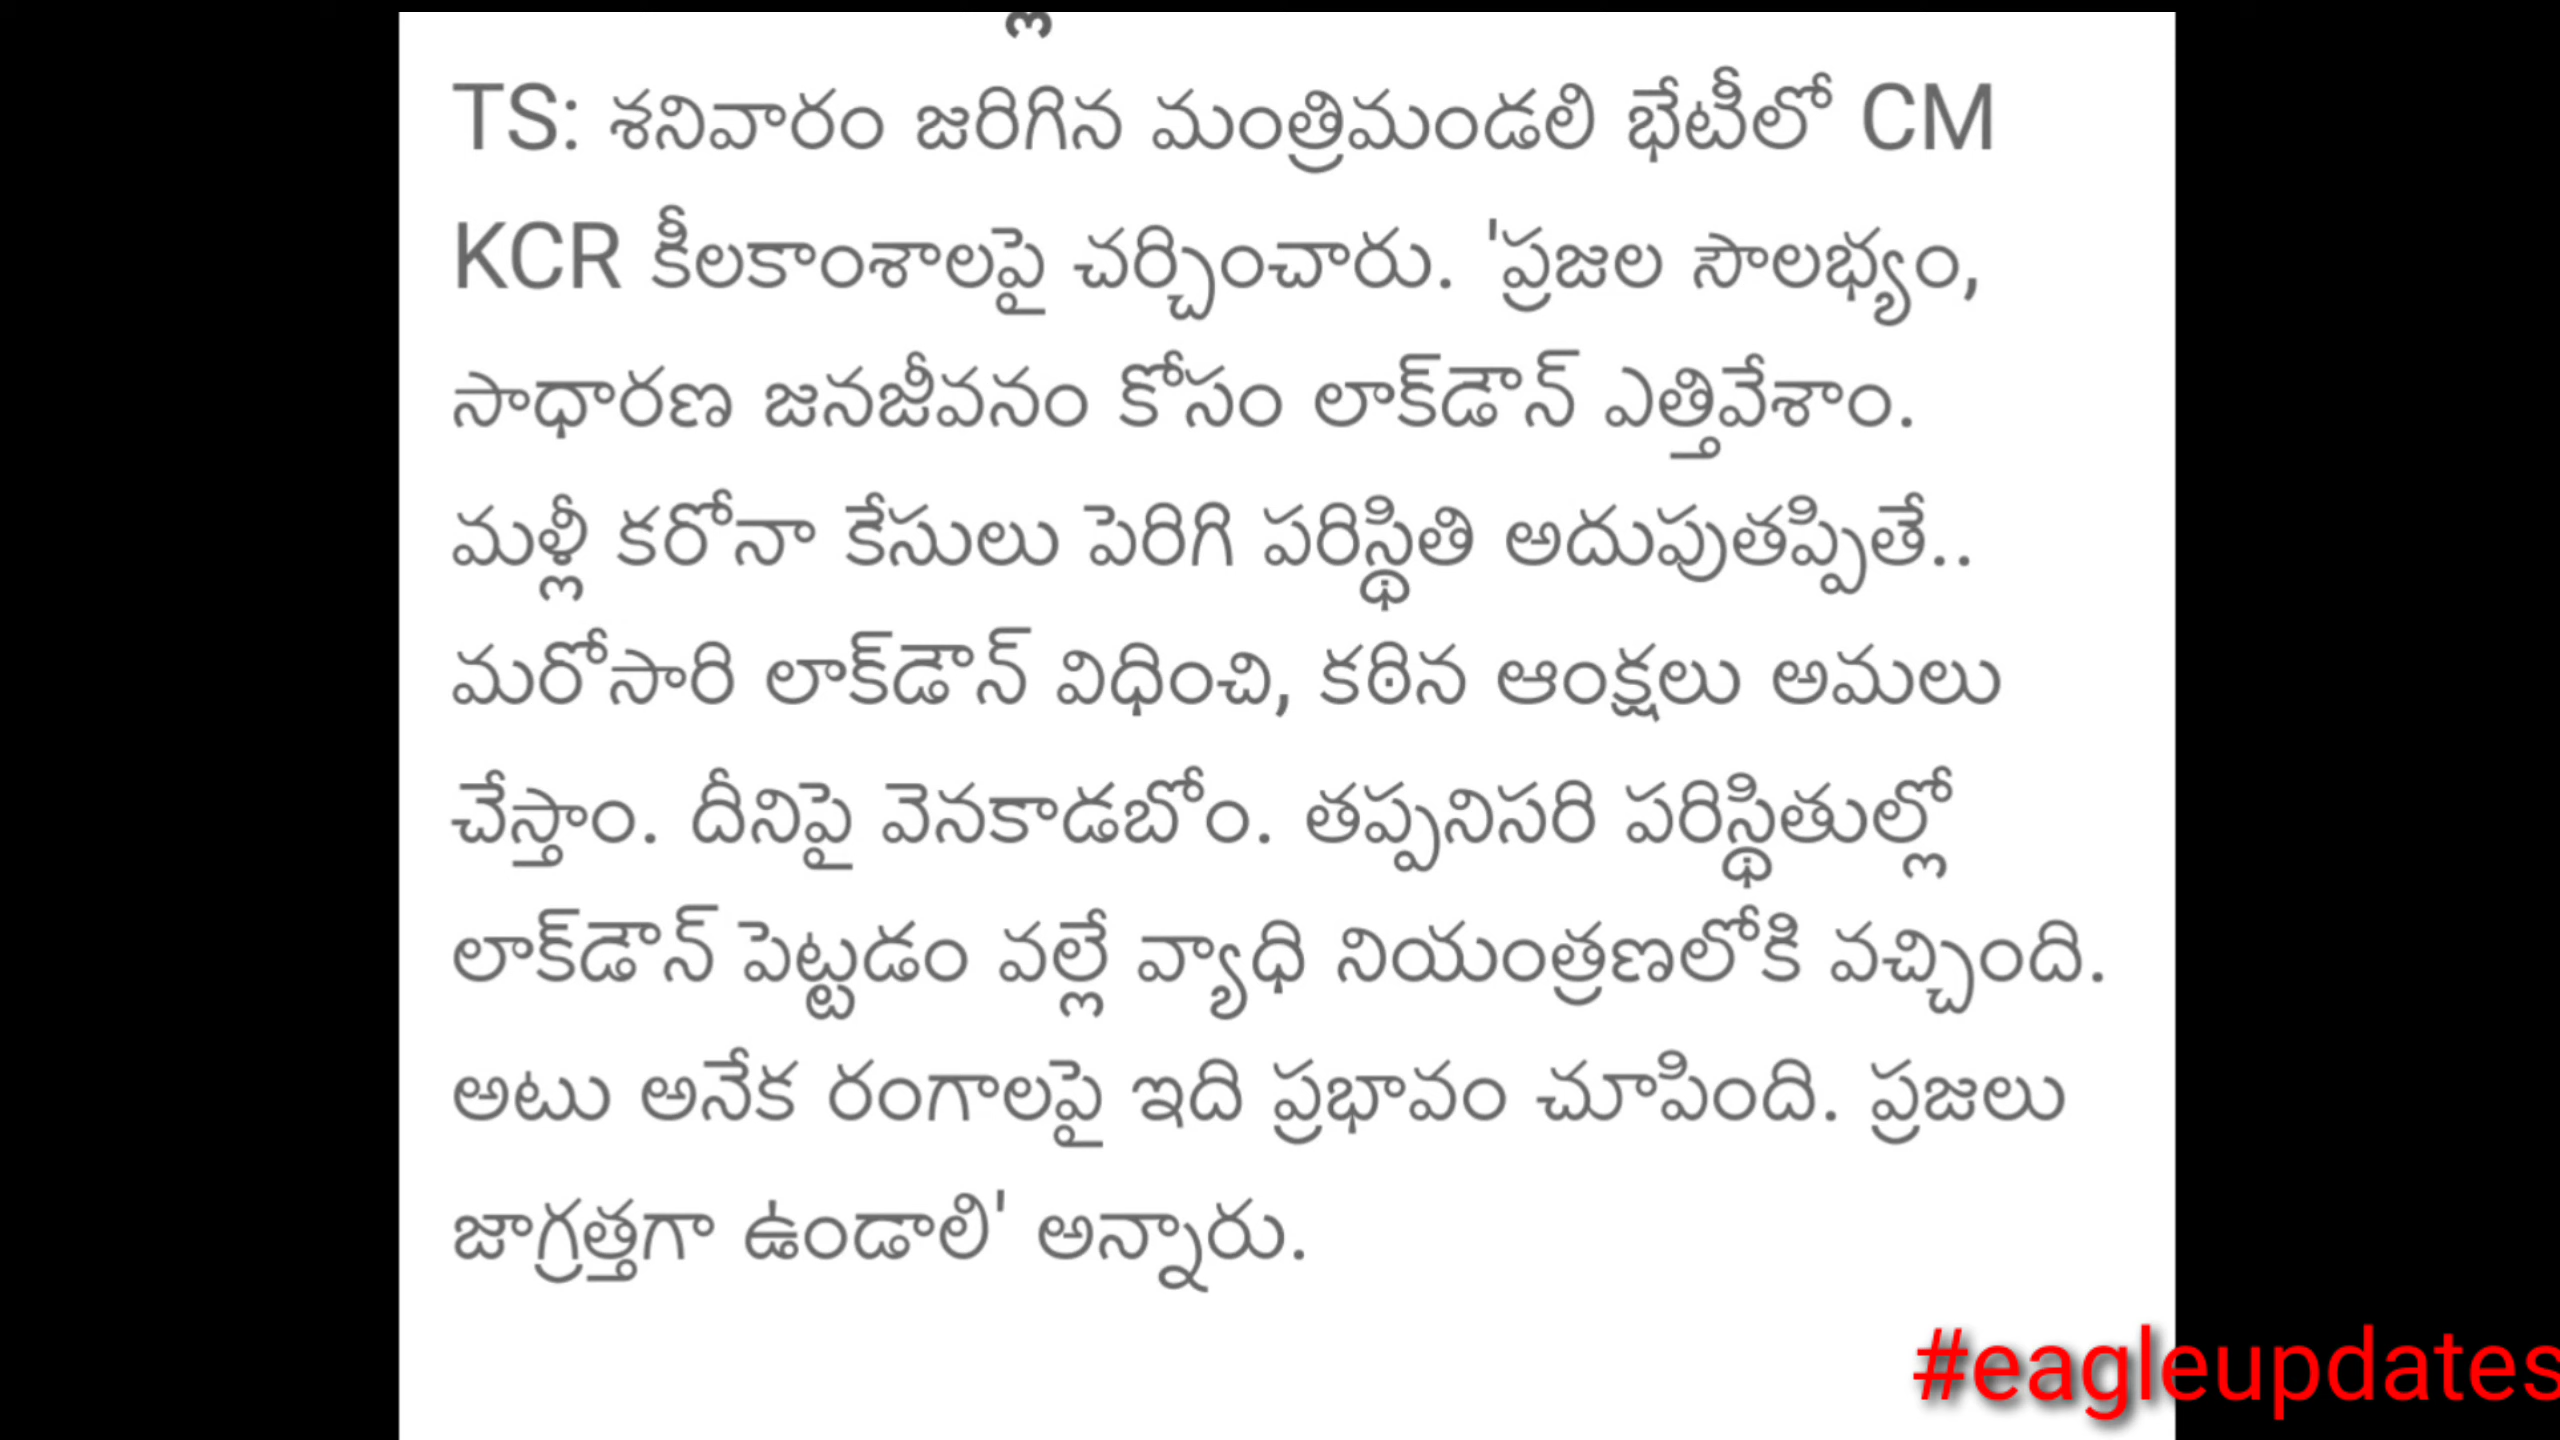 TS: శనివారం జరిగిన మంత్రిమండలి భేటీలో CM
KCR కీలకాంశాలపై చర్చించారు. 'ప్రజల సౌలభ్యం,
సాధారణ జనజీవనం కోసం లాక్‌డౌన్ ఎత్తివేశాం.
మళ్లీ కరోనా కేసులు పెరిగి పరిస్థితి అదుపుతప్పితే..
మరోసారి లాక్‌డౌన్ విధించి, కఠిన ఆంక్షలు అమలు
చేస్తాం. దీనిపై వెనకాడబోం. తప్పనిసరి పరిస్థితుల్లో
లాక్‌డౌన్ పెట్టడం వల్లే వ్యాధి నియంత్రణలోకి వచ్చింది.
అటు అనేక రంగాలపై ఇది ప్రభావం చూపింది. ప్రజలు
జాగ్రత్తగా ఉండాలి' అన్నారు.
#eagleupdates